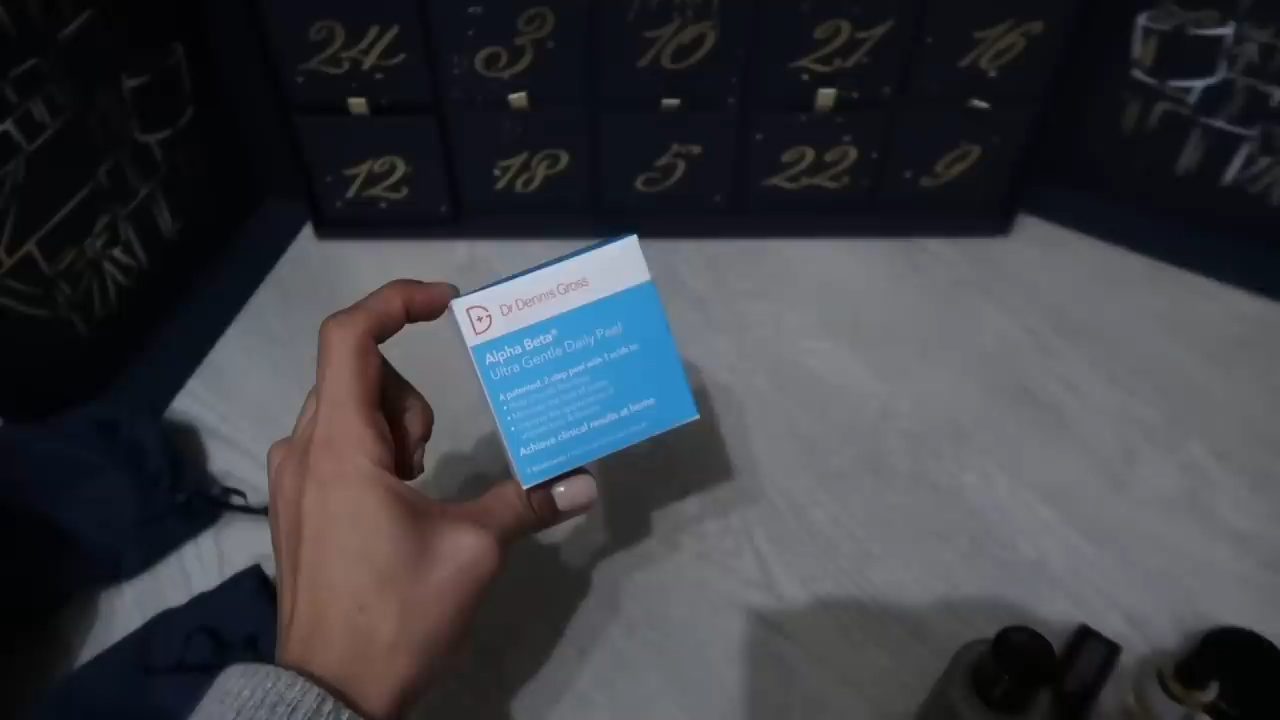 24 3 10 21 16
12 18 5 22 9
Dr Dennis Gross
Alpha Beta®
Ultra Gentle Daily Peel
A patented, 2-step peel with 7 acids to:
Achieve clinical results at home